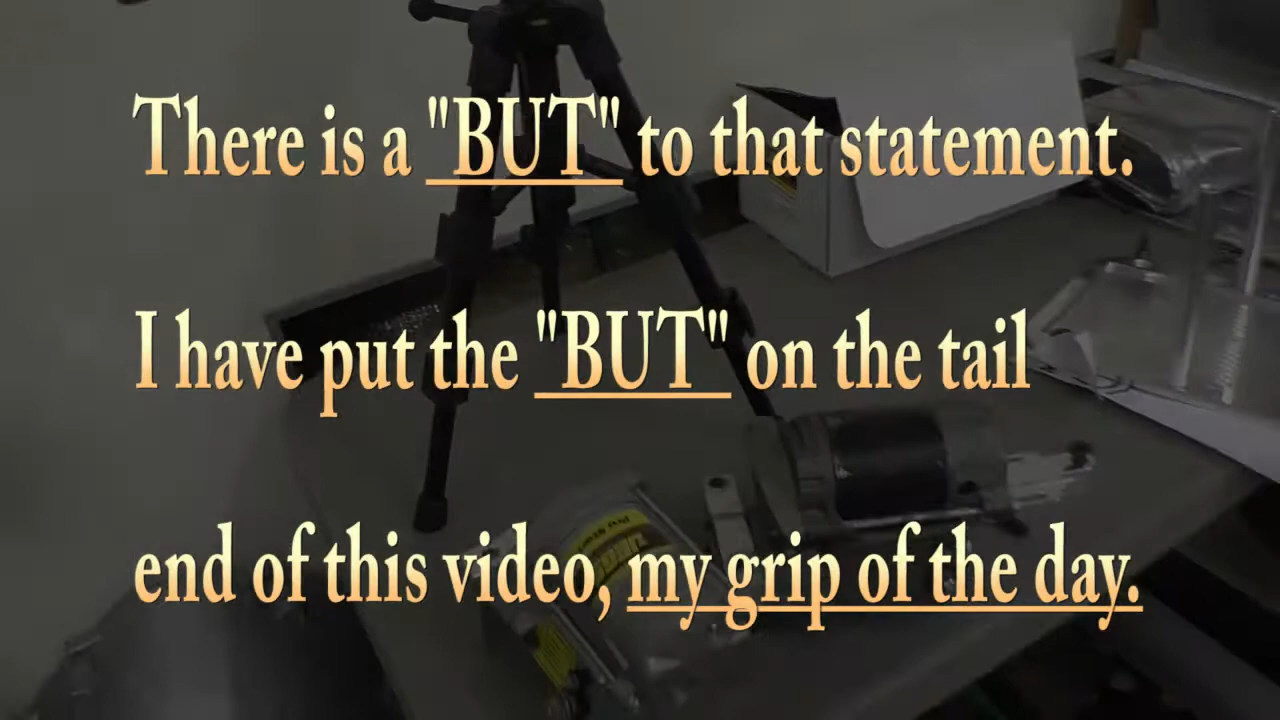 There is a "BUT" to that statement.
I have put the "BUT" on the tail
end of this video, my grip of the day.